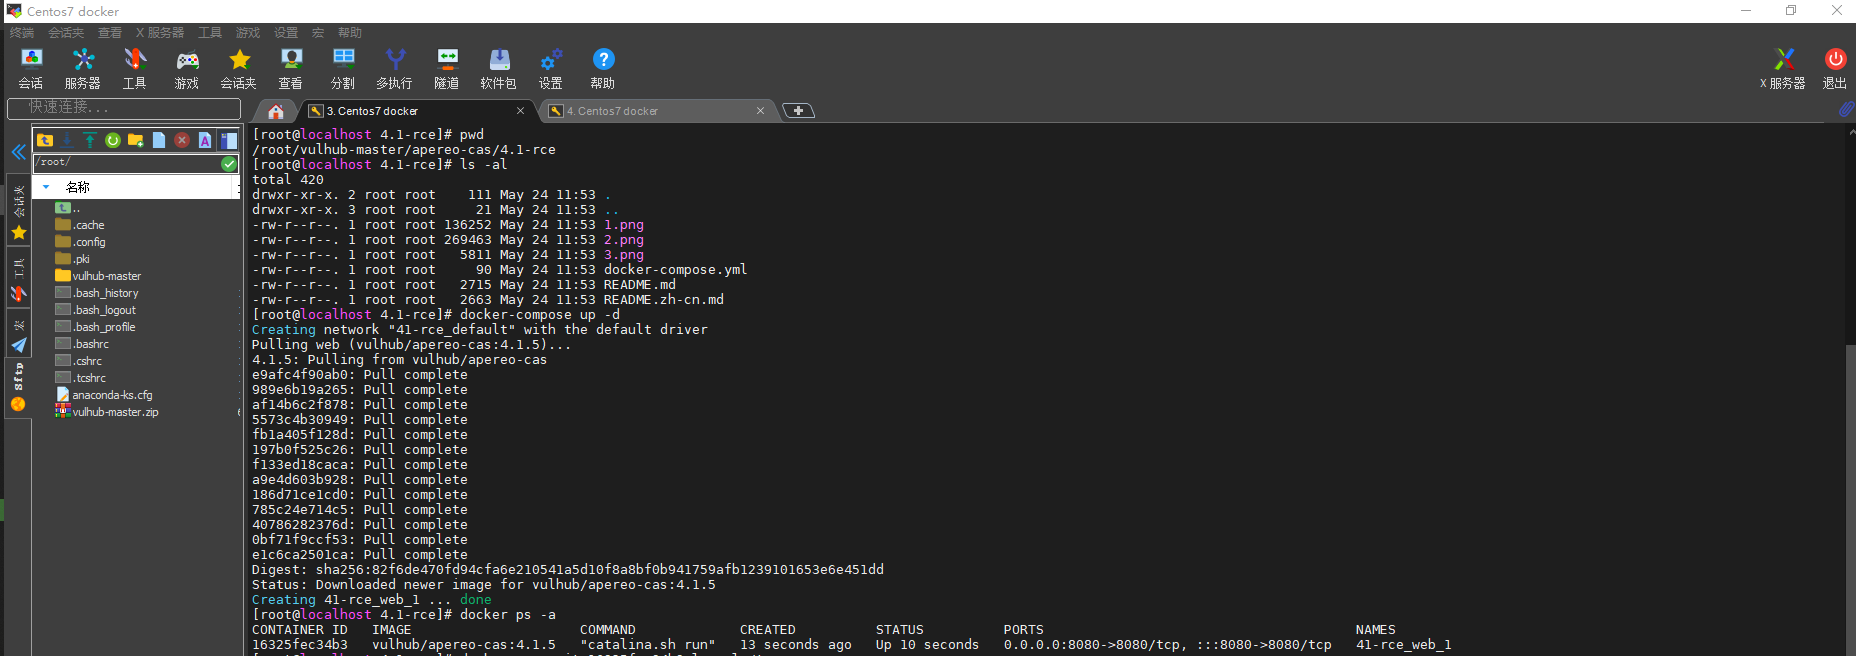 Centos7 docker
终端 会话夹 查看 X 服务器 工具 游戏 设置 宏 帮助
会话 服务器 工具 游戏 会话夹 查看 分割 多执行 隧道 软件包 设置 帮助 X 服务器 退出
快速连接...
3. Centos7 docker
4. Centos7 docker
/root/
名称
..
.cache
.config
.pki
vulhub-master
.bash_history
.bash_logout
.bash_profile
.bashrc
.cshrc
.tcshrc
anaconda-ks.cfg
vulhub-master.zip
会话夹
工具
宏
Sftp
[root@localhost 4.1-rce]# pwd
/root/vulhub-master/apereo-cas/4.1-rce
[root@localhost 4.1-rce]# ls -al
total 420
drwxr-xr-x. 2 root root    111 May 24 11:53 .
drwxr-xr-x. 3 root root     21 May 24 11:53 ..
-rw-r--r--. 1 root root 136252 May 24 11:53 1.png
-rw-r--r--. 1 root root 269463 May 24 11:53 2.png
-rw-r--r--. 1 root root   5811 May 24 11:53 3.png
-rw-r--r--. 1 root root     90 May 24 11:53 docker-compose.yml
-rw-r--r--. 1 root root   2715 May 24 11:53 README.md
-rw-r--r--. 1 root root   2663 May 24 11:53 README.zh-cn.md
[root@localhost 4.1-rce]# docker-compose up -d
Creating network "41-rce_default" with the default driver
Pulling web (vulhub/apereo-cas:4.1.5)...
4.1.5: Pulling from vulhub/apereo-cas
e9afc4f90ab0: Pull complete
989e6b19a265: Pull complete
af14b6c2f878: Pull complete
5573c4b30949: Pull complete
fb1a405f128d: Pull complete
197b0f525c26: Pull complete
f133ed18caca: Pull complete
a9e4d603b928: Pull complete
186d71ce1cd0: Pull complete
785c24e714c5: Pull complete
40786282376d: Pull complete
0bf71f9ccf53: Pull complete
e1c6ca2501ca: Pull complete
Digest: sha256:82f6de470fd94cfa6e210541a5d10f8a8bf0b941759afb1239101653e6e451dd
Status: Downloaded newer image for vulhub/apereo-cas:4.1.5
Creating 41-rce_web_1 ... done
[root@localhost 4.1-rce]# docker ps -a
CONTAINER ID   IMAGE                     COMMAND             CREATED          STATUS          PORTS                                       NAMES
16325fec34b3   vulhub/apereo-cas:4.1.5   "catalina.sh run"   13 seconds ago   Up 10 seconds   0.0.0.0:8080->8080/tcp, :::8080->8080/tcp   41-rce_web_1